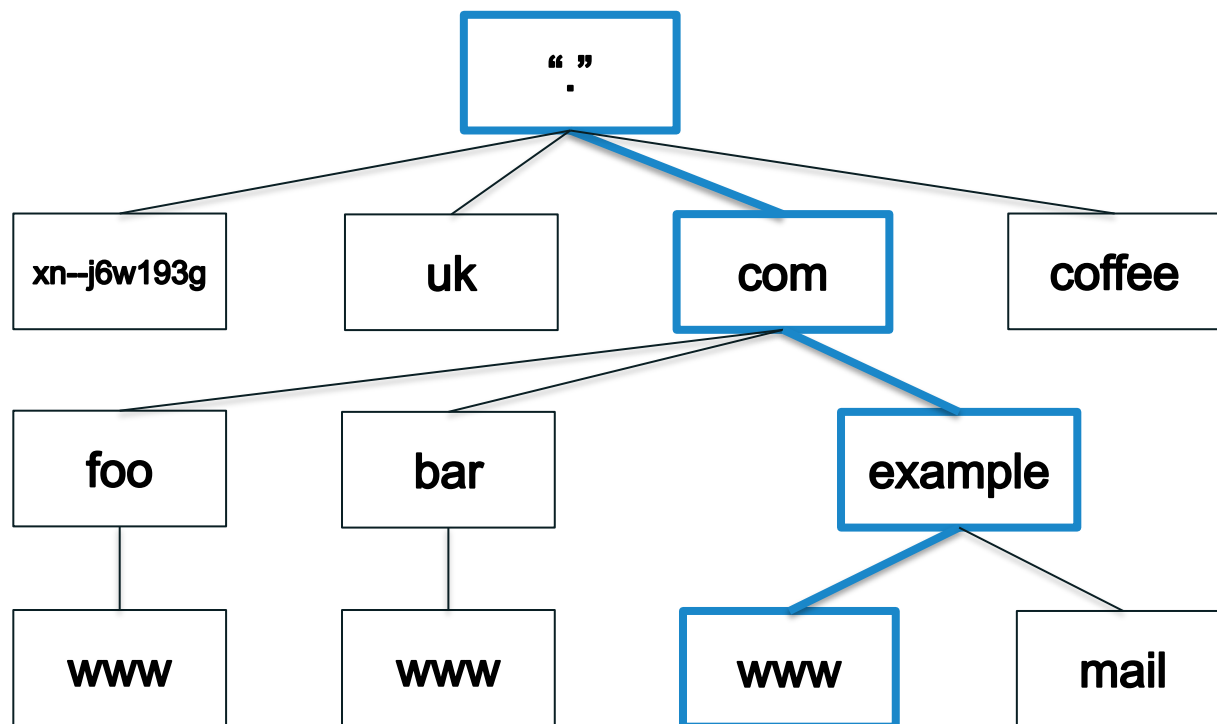 “.”
xn--j6w193g
uk
com
coffee
foo
bar
example
www
www
www
mail